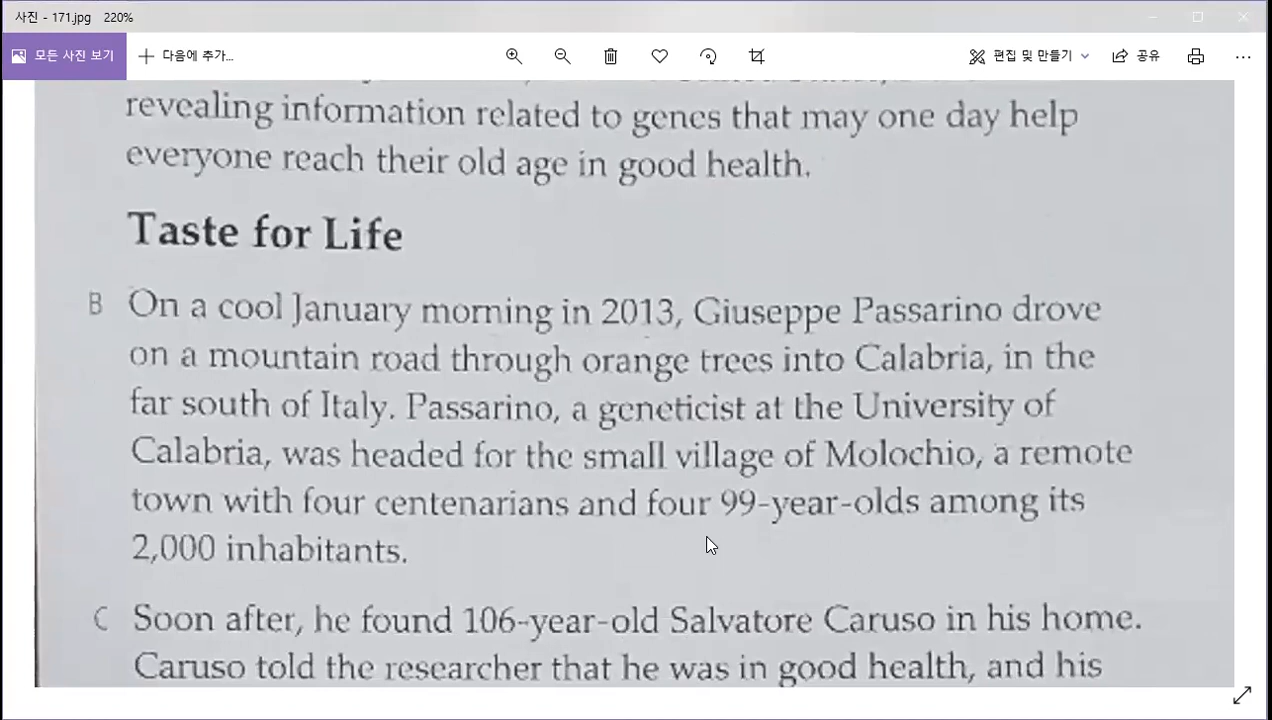 사진 - 171.jpg 220%
모든 사진 보기 다음에 추가... 편집 및 만들기 공유
revealing information related to genes that may one day help
everyone reach their old age in good health.
Taste for Life
B On a cool January morning in 2013, Giuseppe Passarino drove
on a mountain road through orange trees into Calabria, in the
far south of Italy. Passarino, a geneticist at the University of
Calabria, was headed for the small village of Molochio, a remote
town with four centenarians and four 99-year-olds among its
2,000 inhabitants.
C Soon after, he found 106-year-old Salvatore Caruso in his home.
Caruso told the researcher that he was in good health, and his